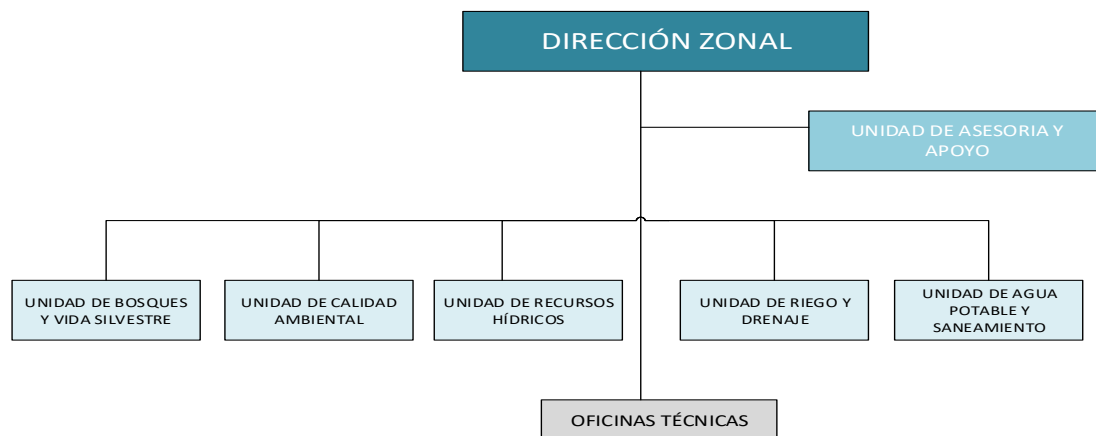 DIRECCIÓN ZONAL
UNIDAD DE ASESORIA Y
APOYO
UNIDAD DE BOSQUES
Y VIDA SILVESTRE
UNIDAD DE CALIDAD
AMBIENTAL
UNIDAD DE RECURSOS
HÍDRICOS
UNIDAD DE RIEGO Y
DRENAJE
UNIDAD DE AGUA
POTABLE Y
SANEAMIENTO
OFICINAS TÉCNICAS